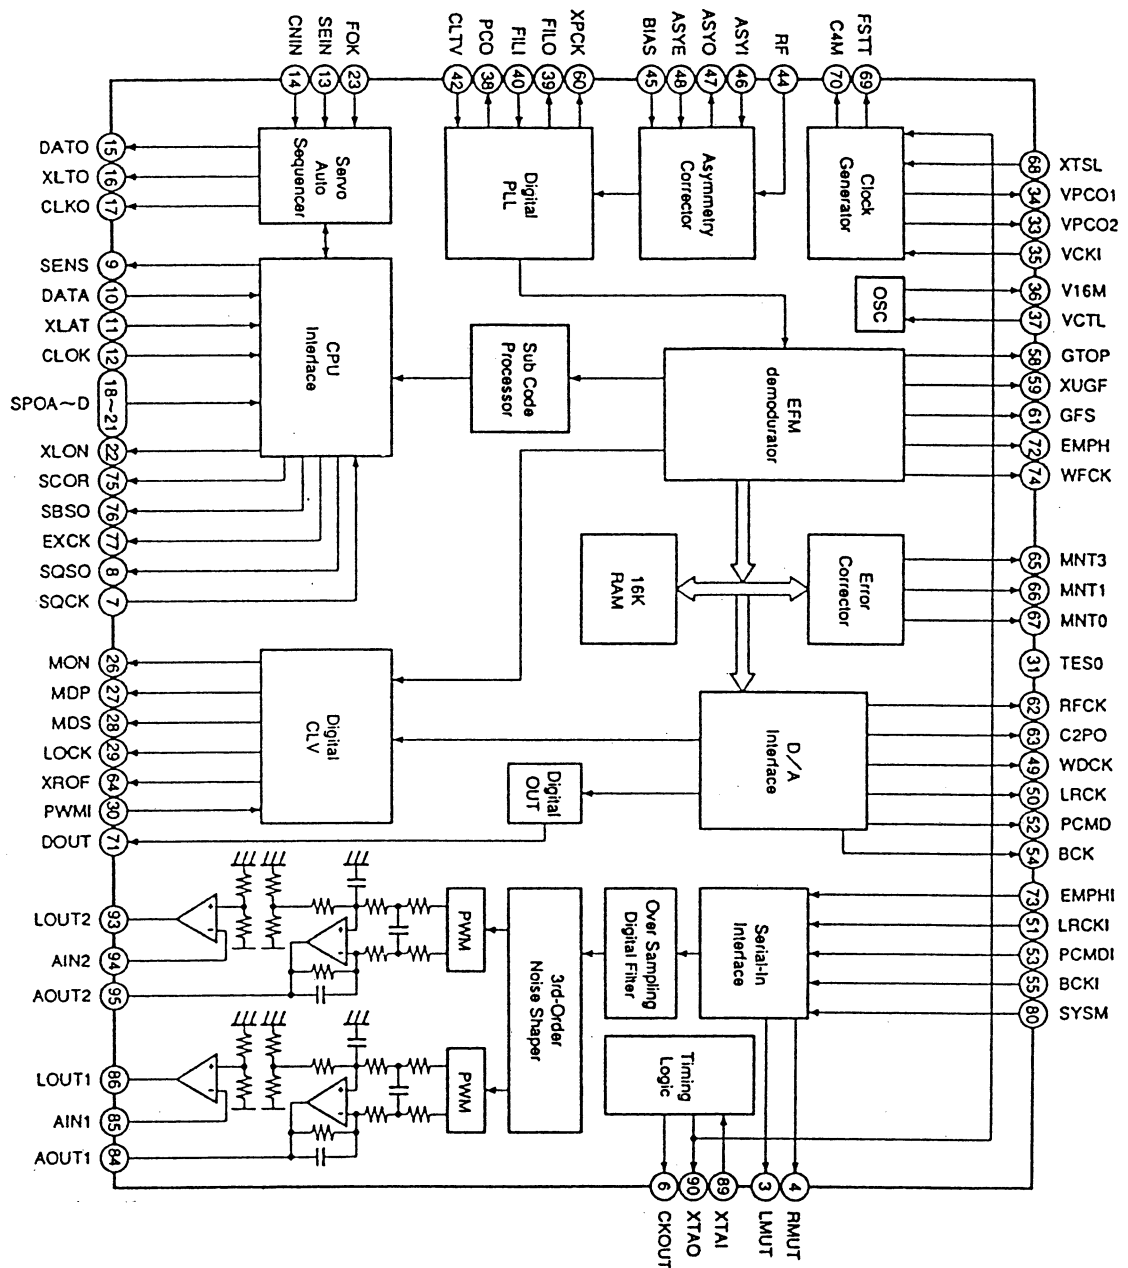 CNIN
SEIN
FOK
CLTV
PCO
FILI
FILO
XPCK
BIAS
ASYE
ASYO
ASYI
RF
C4M
FSTT
14
13
23
42
38
40
39
60
45
48
47
46
44
70
69
DATO 15
XLTO 16
CLKO 17
SENS 9
DATA 10
XLAT 11
CLOK 12
SPOA~D 18~21
XLON 22
SCOR 75
SBSO 76
EXCK 77
SQSO 8
SQCK 7
MON 26
MDP 27
MDS 28
LOCK 29
XROF 64
PWMI 30
DOUT 71
LOUT2 93
AIN2 94
AOUT2 95
LOUT1 86
AIN1 85
AOUT1 84
Servo
Auto
Sequencer
Digital
PLL
Asymmetry
Corrector
Clock
Generator
OSC
CPU
Interface
Sub Code
Processor
EFM
demodurator
16K
RAM
Error
Corrector
Digital
CLV
Digital
OUT
D/A
Interface
PWM
3rd-Order
Noise Shaper
Over Sampling
Digital Filter
Serial-In
Interface
PWM
Timing
Logic
+
-
+
-
+
-
+
-
68 XTSL
34 VPCO1
33 VPCO2
35 VCKI
36 V16M
37 VCTL
58 GTOP
59 XUGF
61 GFS
72 EMPH
74 WFCK
65 MNT3
66 MNT1
67 MNT0
31 TES0
62 RFCK
63 C2PO
49 WDCK
50 LRCK
52 PCMD
54 BCK
73 EMPHI
51 LRCKI
53 PCMDI
55 BCKI
80 SYSM
6
90
89
3
4
CKOUT
XTAO
XTAI
LMUT
RMUT